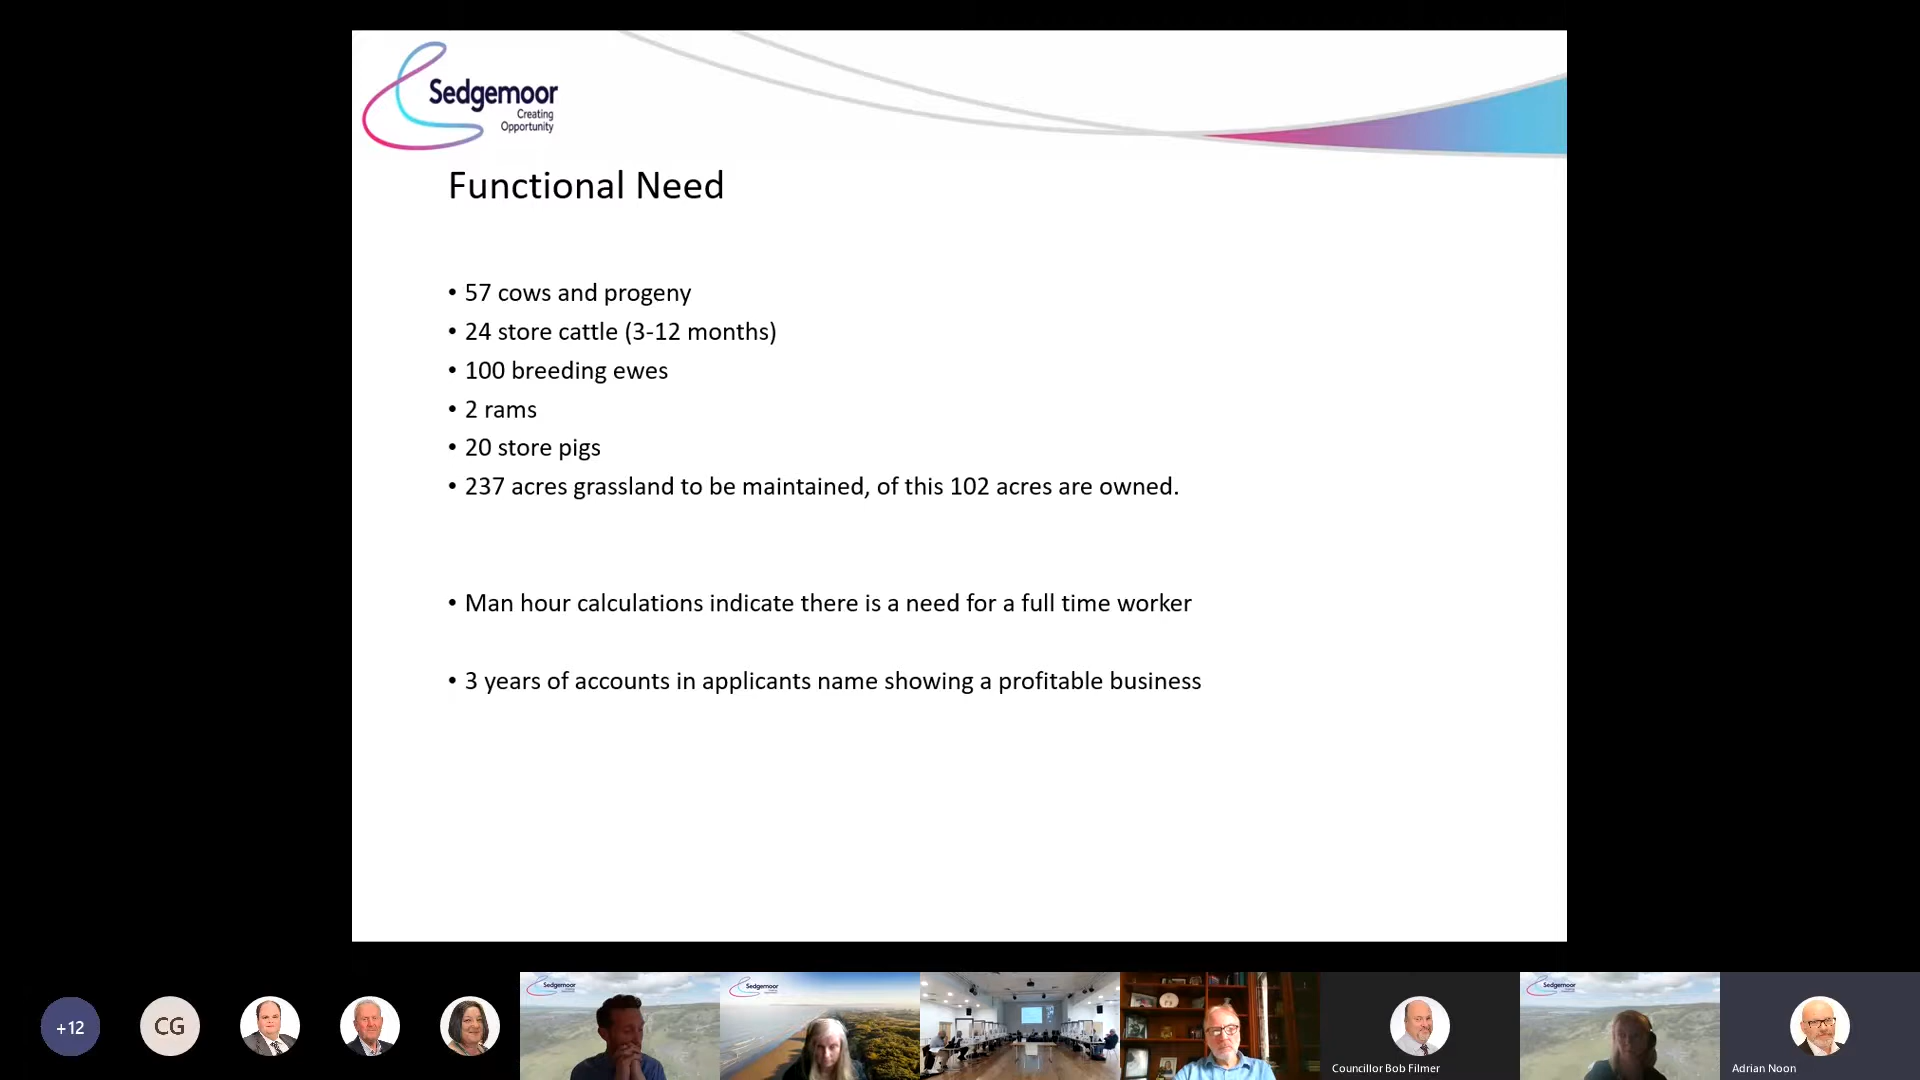 Sedgemoor
Creating
Opportunity
Functional Need
• 57 cows and progeny
• 24 store cattle (3-12 months)
• 100 breeding ewes
• 2 rams
• 20 store pigs
• 237 acres grassland to be maintained, of this 102 acres are owned.
• Man hour calculations indicate there is a need for a full time worker
• 3 years of accounts in applicants name showing a profitable business
+12
CG
Sedgemoor
Sedgemoor
Councillor Bob Filmer
Sedgemoor
Adrian Noon